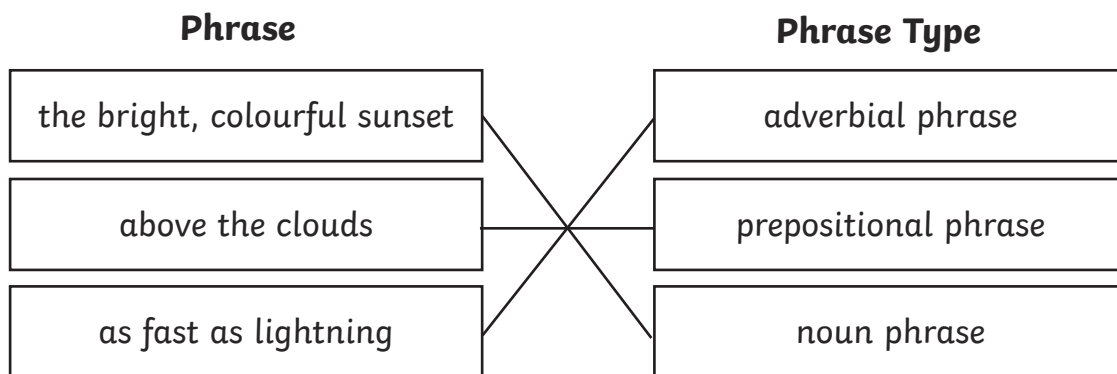 Phrase
Phrase Type
the bright, colourful sunset
adverbial phrase
above the clouds
prepositional phrase
as fast as lightning
noun phrase